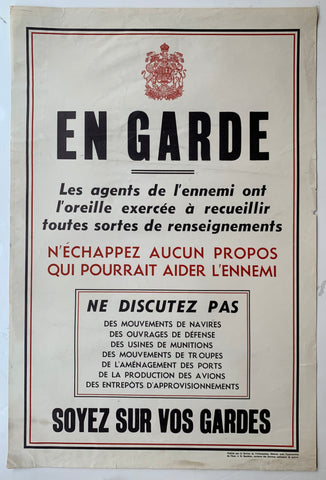 EN GARDE
Les agents de l'ennemi ont
l'oreille exercée à recueillir
toutes sortes de renseignements
N'ÉCHAPPEZ AUCUN PROPOS
QUI POURRAIT AIDER L'ENNEMI
NE DISCUTEZ PAS
DES MOUVEMENTS DE NAVIRES
DES OUVRAGES DE DÉFENSE
DES USINES DE MUNITIONS
DES MOUVEMENTS DE TROUPES
DE L'AMÉNAGEMENT DES PORTS
DE LA PRODUCTION DES AVIONS
DES ENTREPÔTS D'APPROVISIONNEMENTS
SOYEZ SUR VOS GARDES